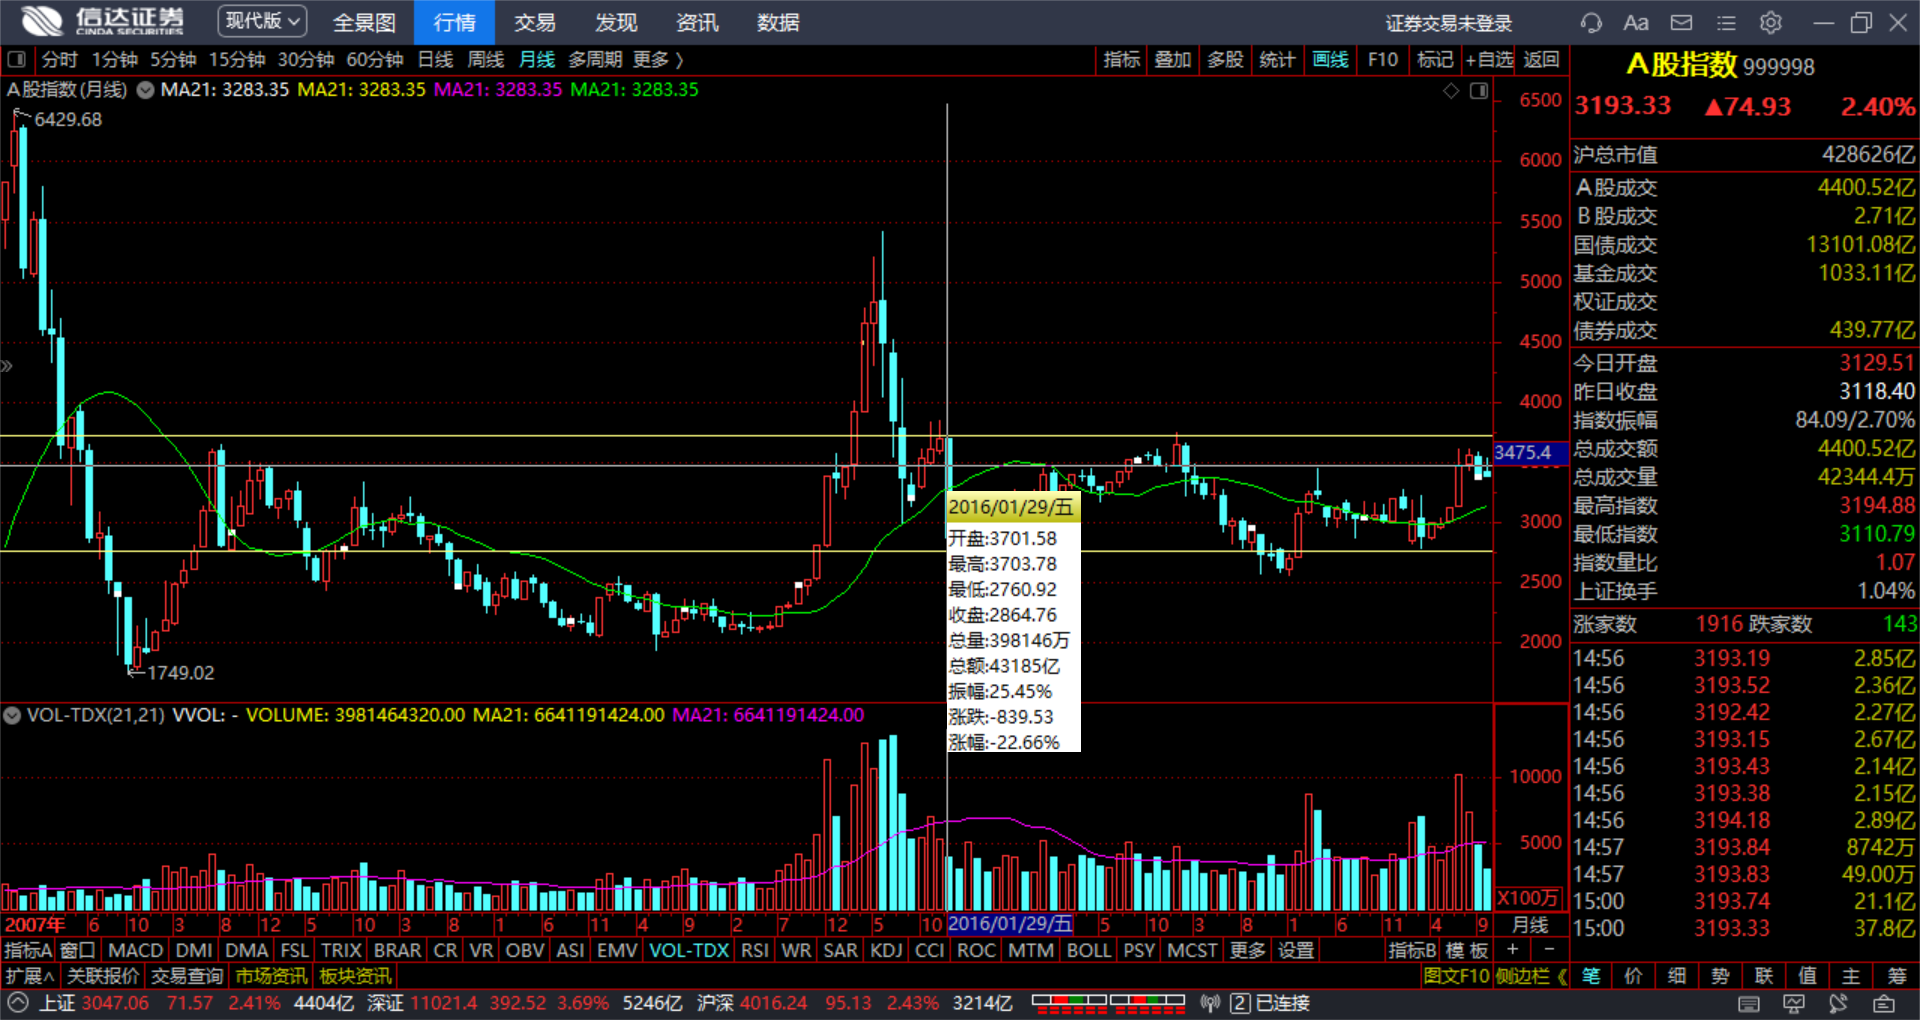 信达证券 现代版 全景图 行情 交易 发现 资讯 数据 证券交易未登录 Aa
CINDA SECURITIES
分时 1分钟 5分钟 15分钟 30分钟 60分钟 日线 周线 月线 多周期 更多 〉 指标 叠加 多股 统计 画线 F10 标记 +自选 返回
A股指数 999998
A股指数(月线) MA21: 3283.35 MA21: 3283.35 MA21: 3283.35 MA21: 3283.35
3193.33 ▲74.93 2.40%
6429.68
1749.02
6500
6000
5500
5000
4500
4000
3475.4
3000
2500
2000
2016/01/29/五
开盘:3701.58
最高:3703.78
最低:2760.92
收盘:2864.76
总量:398146万
总额:43185亿
振幅:25.45%
涨跌:-839.53
涨幅:-22.66%
VOL-TDX(21,21) VVOL: - VOLUME: 3981464320.00 MA21: 6641191424.00 MA21: 6641191424.00
10000
5000
X100万
2007年 6 10 3 8 12 5 10 3 8 1 6 11 4 9 2 7 12 5 10 2016/01/29/五 5 10 3 8 1 6 11 4 9 月线
指标A 窗口 MACD DMI DMA FSL TRIX BRAR CR VR OBV ASI EMV VOL-TDX RSI WR SAR KDJ CCI ROC MTM BOLL PSY MCST 更多 设置 指标B 模板 + -
扩展∧ 关联报价 交易查询 市场资讯 板块资讯 图文F10 侧边栏 《
沪总市值 428626亿
A股成交 4400.52亿
B股成交 2.71亿
国债成交 13101.08亿
基金成交 1033.11亿
权证成交
债券成交 439.77亿
今日开盘 3129.51
昨日收盘 3118.40
指数振幅 84.09/2.70%
总成交额 4400.52亿
总成交量 42344.4万
最高指数 3194.88
最低指数 3110.79
指数量比 1.07
上证换手 1.04%
涨家数 1916 跌家数 143
14:56 3193.19 2.85亿
14:56 3193.52 2.36亿
14:56 3192.42 2.27亿
14:56 3193.15 2.67亿
14:56 3193.43 2.14亿
14:56 3193.38 2.15亿
14:56 3194.18 2.89亿
14:57 3193.84 8742万
14:57 3193.83 49.00万
15:00 3193.74 21.1亿
15:00 3193.33 37.8亿
笔 价 细 势 联 值 主 筹
上证 3047.06 71.57 2.41% 4404亿 深证 11021.4 392.52 3.69% 5246亿 沪深 4016.24 95.13 2.43% 3214亿 2 已连接